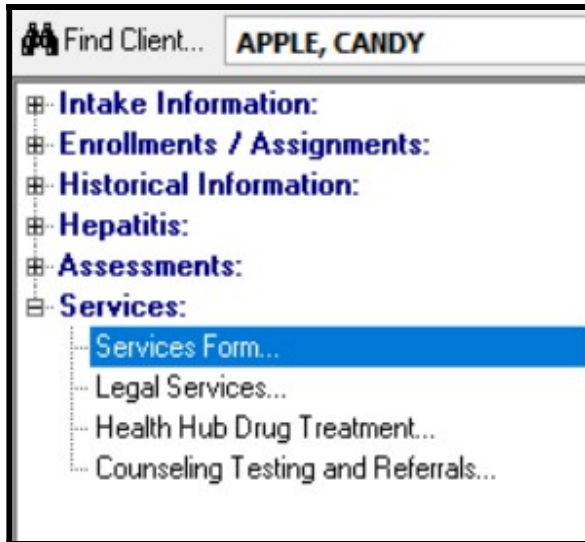 Find Client... APPLE, CANDY
Intake Information:
Enrollments / Assignments:
Historical Information:
Hepatitis:
Assessments:
Services:
Services Form...
Legal Services...
Health Hub Drug Treatment...
Counseling Testing and Referrals...